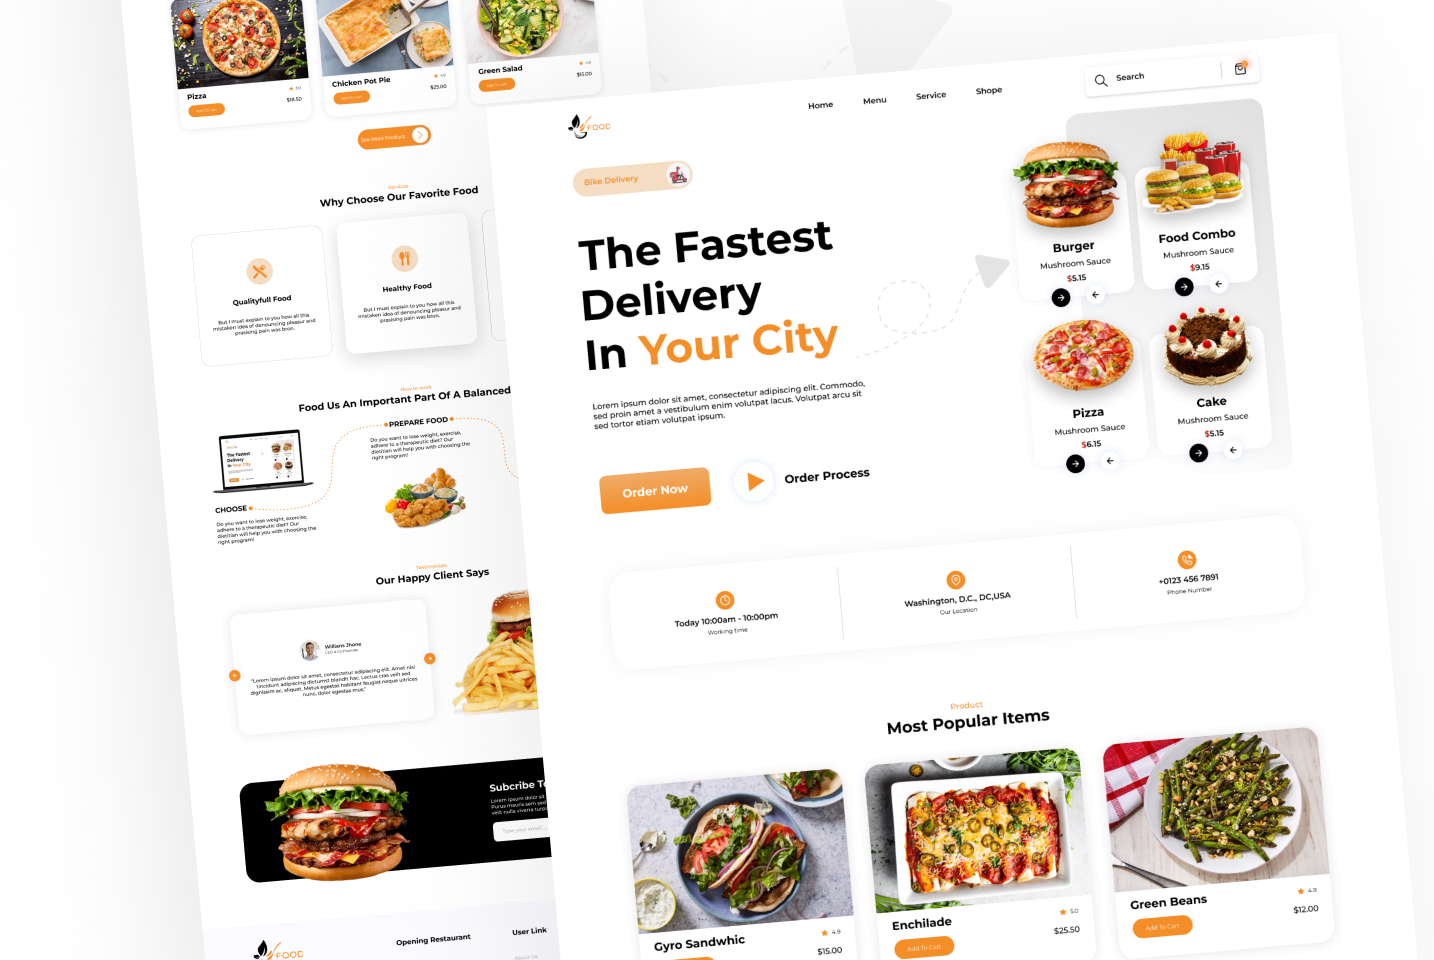 Pizza
5.0
$18.50
Add To Cart
Chicken Pot Pie
4.9
$25.00
Add To Cart
Green Salad
4.9
$15.00
Add To Cart
See More Product
Services
Why Choose Our Favorite Food
Qualityfull Food
But I must explain to you how all this
mistaken idea of denouncing pleasur and
prasising pain was bron.
Healthy Food
But I must explain to you how all this
mistaken idea of denouncing pleasur and
prasising pain was bron.
How to work
Food Us An Important Part Of A Balanced
The Fastest
Delivery
In Your City
CHOOSE
Do you want to lose weight, exercise,
adhere to a therapeutic diet? Our
dietitian will help you with choosing the
right program!
PREPARE FOOD
Do you want to lose weight, exercise,
adhere to a therapeutic diet? Our
dietitian will help you with choosing the
right program!
Testimonials
Our Happy Client Says
Willians Jhone
CEO & Co-Founder
"Lorem ipsum dolor sit amet, consectetur adipiscing elit. Amet nisl
tincidunt adipiscing dictumst blandit hac. Lectus cras velit sed
dignissim ac, aliquet. Metus egestas habitant feugiat neque ultrices
nunc, dolor egestas mus."
Subcribe To
Lorem ipsum dolor sit
Purus mauris sem sed
velit nulla viverra turpis
Type your email...
FOOD
Opening Restaurant
User Link
About US
FOOD
Home
Menu
Service
Shope
Search
Bike Delivery
The Fastest
Delivery
In Your City
Lorem ipsum dolor sit amet, consectetur adipiscing elit. Commodo,
sed proin amet a vestibulum enim volutpat lacus. Volutpat arcu sit
sed tortor etiam volutpat ipsum.
Order Now
Order Process
Burger
Mushroom Sauce
$5.15
Food Combo
Mushroom Sauce
$9.15
Pizza
Mushroom Sauce
$6.15
Cake
Mushroom Sauce
$5.15
Today 10:00am - 10:00pm
Working time
Washington, D.C., DC,USA
Our Location
+0123 456 7891
Phone Number
Product
Most Popular Items
Gyro Sandwhic
4.9
$15.00
Enchilade
5.0
$25.50
Add To Cart
Green Beans
4.9
$12.00
Add To Cart